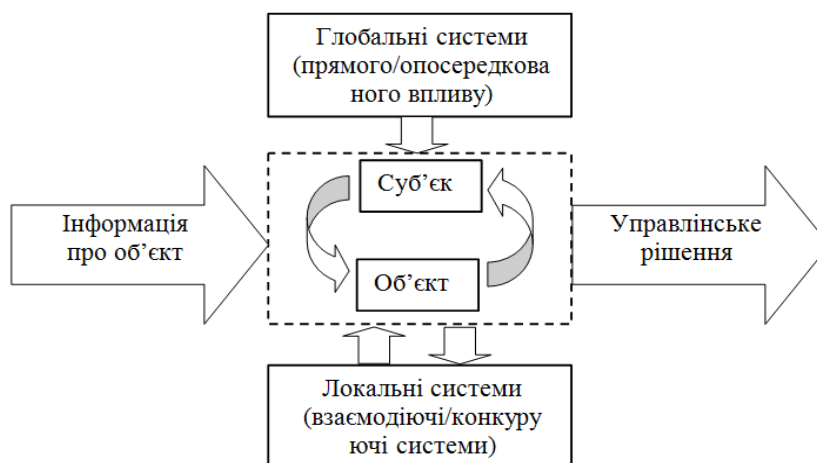 Глобальні системи
(прямого/опосередкова
ного впливу)
Суб’єк
Інформація
про об’єкт
Управлінське
рішення
Об’єкт
Локальні системи
(взаємодіючі/конкуру
ючі системи)